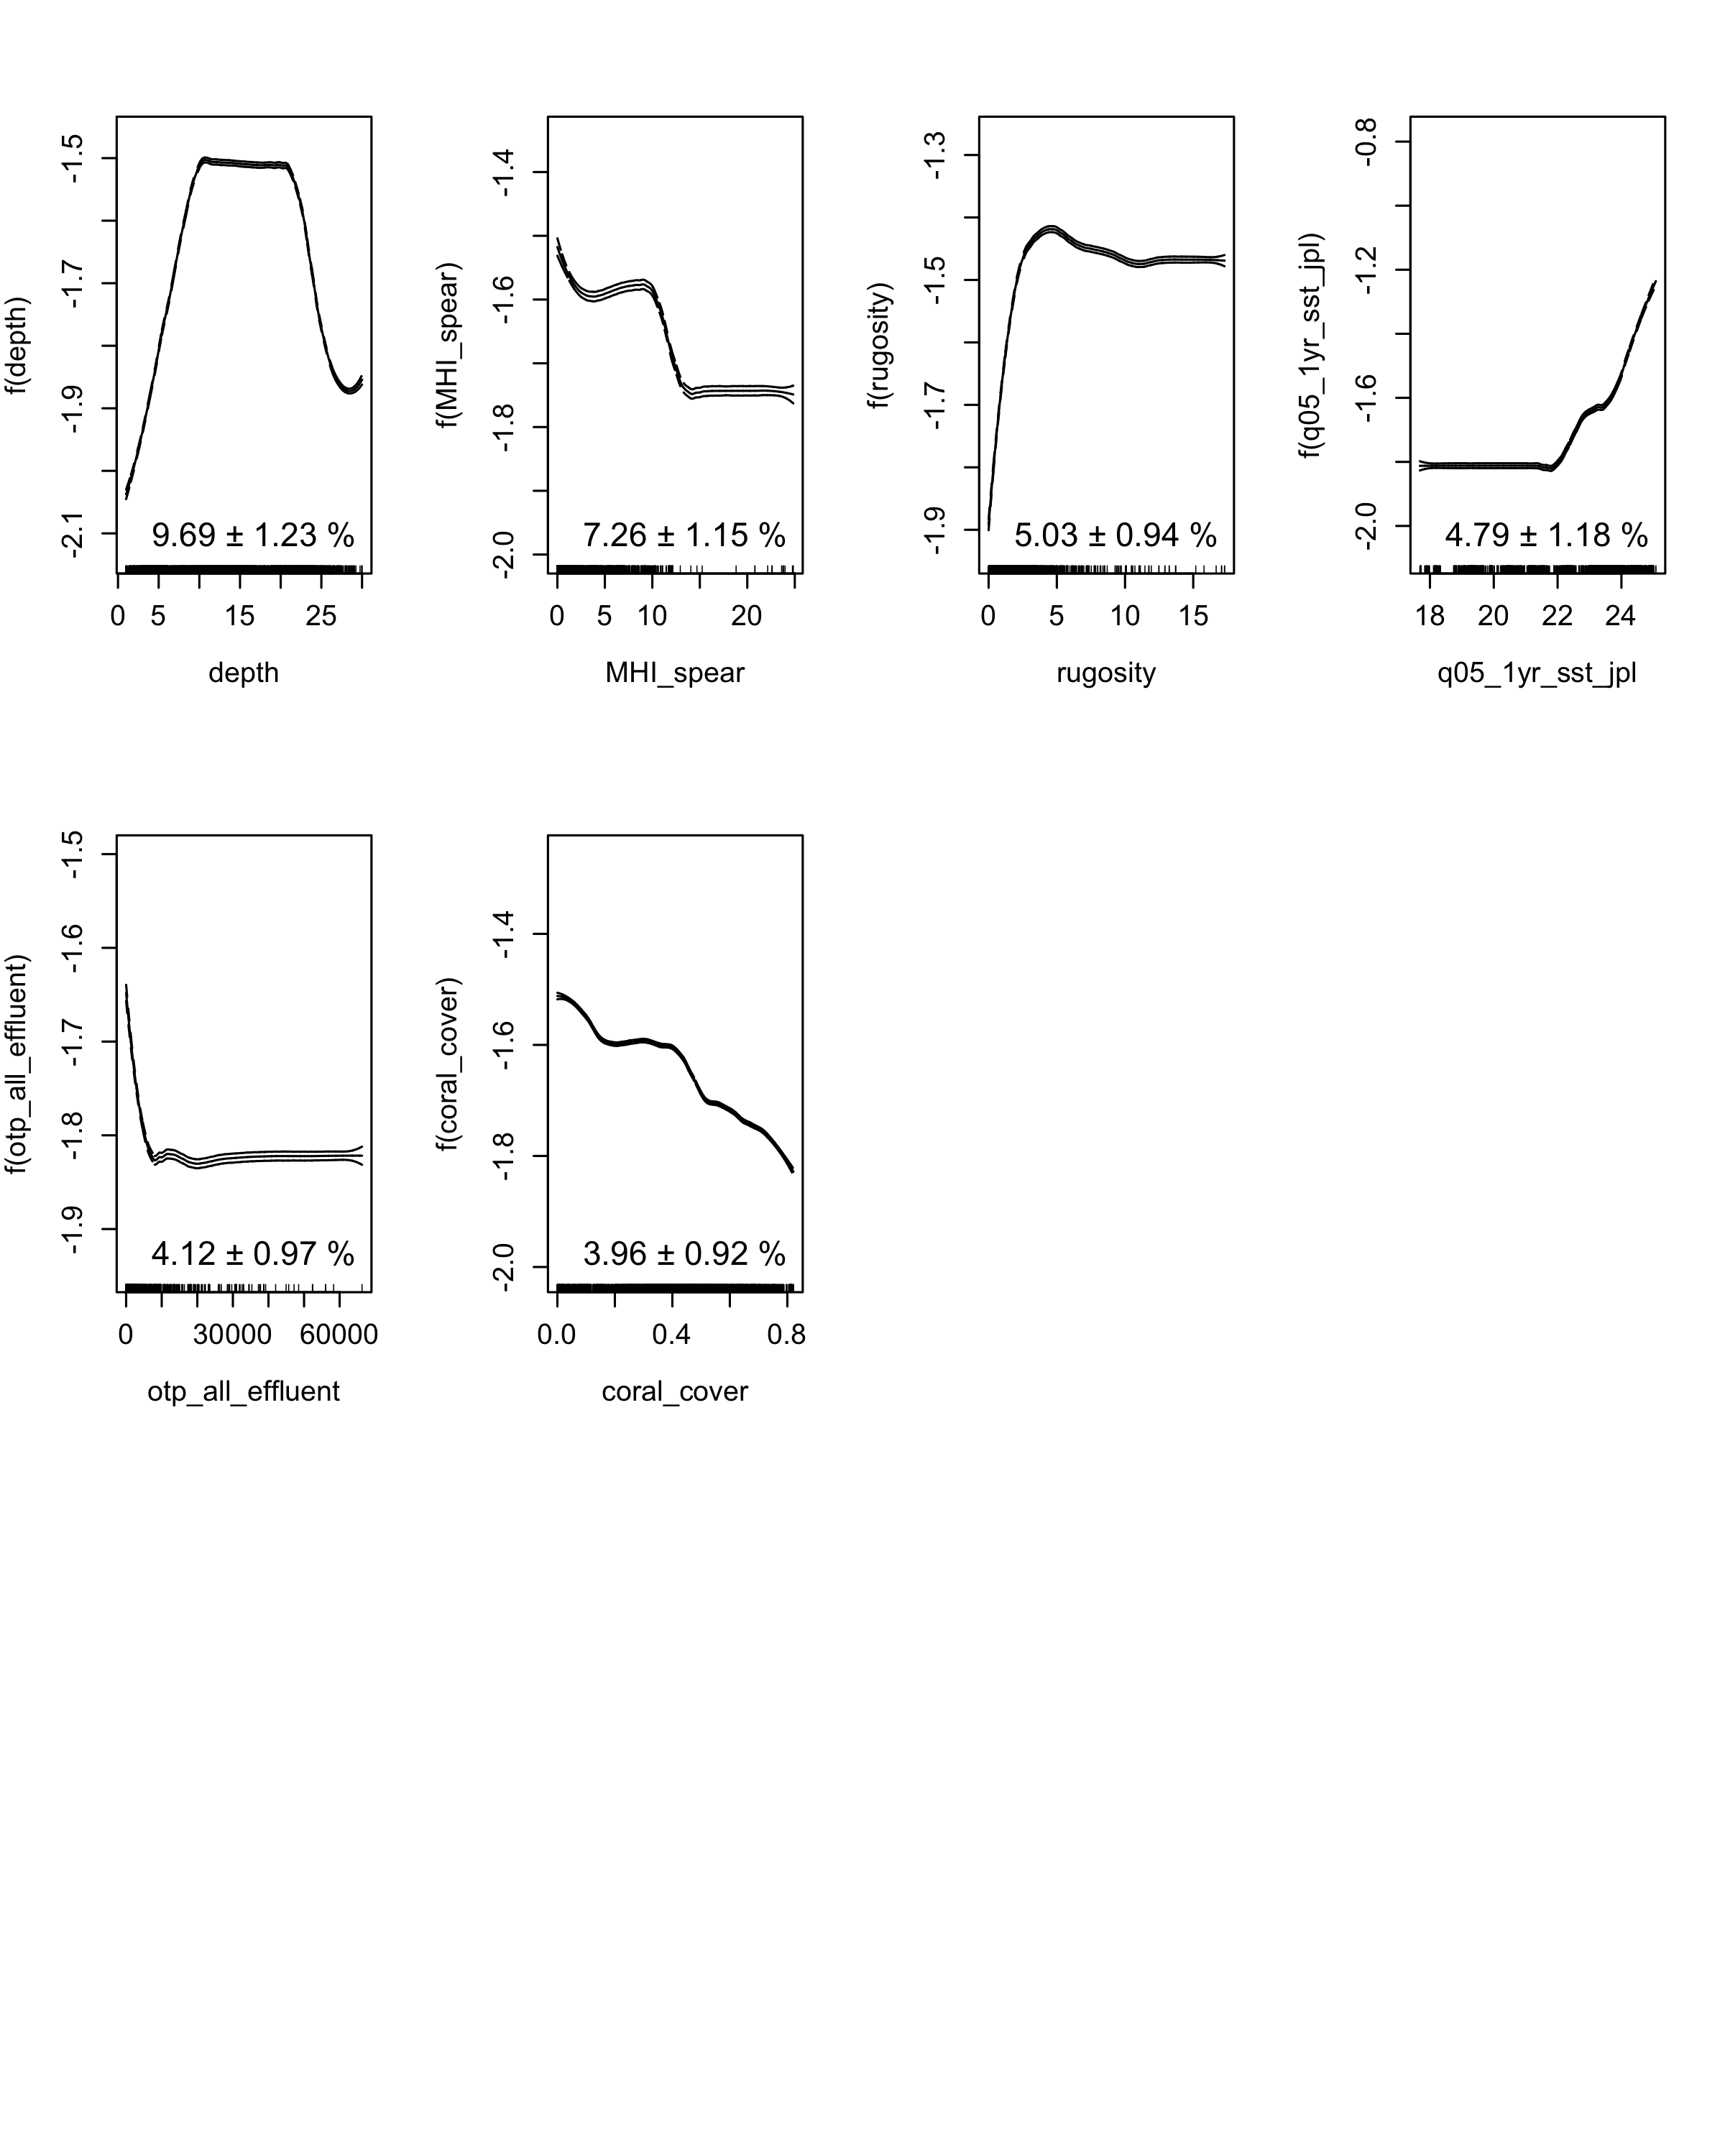 f(depth)
-1.5
-1.7
-1.9
-2.1
9.69 ± 1.23 %
0 5 15 25
depth
f(MHI_spear)
-1.4
-1.6
-1.8
-2.0
7.26 ± 1.15 %
0 5 10 20
MHI_spear
f(rugosity)
-1.3
-1.5
-1.7
-1.9
5.03 ± 0.94 %
0 5 10 15
rugosity
f(q05_1yr_sst_jpl)
-0.8
-1.2
-1.6
-2.0
4.79 ± 1.18 %
18 20 22 24
q05_1yr_sst_jpl
f(otp_all_effluent)
-1.5
-1.6
-1.7
-1.8
-1.9
4.12 ± 0.97 %
0 30000 60000
otp_all_effluent
f(coral_cover)
-1.4
-1.6
-1.8
-2.0
3.96 ± 0.92 %
0.0 0.4 0.8
coral_cover